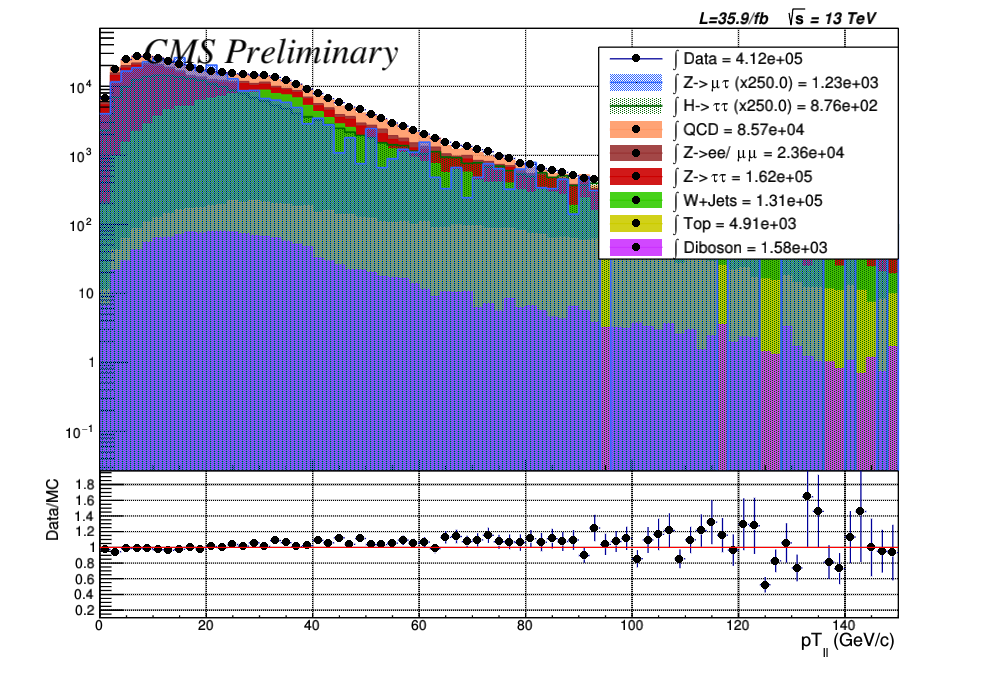 L=35.9/fb √s = 13 TeV
CMS Preliminary
∫ Data = 4.12e+05
∫ Z->μτ (x250.0) = 1.23e+03
∫ H->ττ (x250.0) = 8.76e+02
∫ QCD = 8.57e+04
∫ Z->ee/ μμ = 2.36e+04
∫ Z->ττ = 1.62e+05
∫ W+Jets = 1.31e+05
∫ Top = 4.91e+03
∫ Diboson = 1.58e+03
10⁴
10³
10²
10
1
10⁻¹
Data/MC
1.8
1.6
1.4
1.2
1
0.8
0.6
0.4
0.2
0 20 40 60 80 100 120 140
pT_ll (GeV/c)